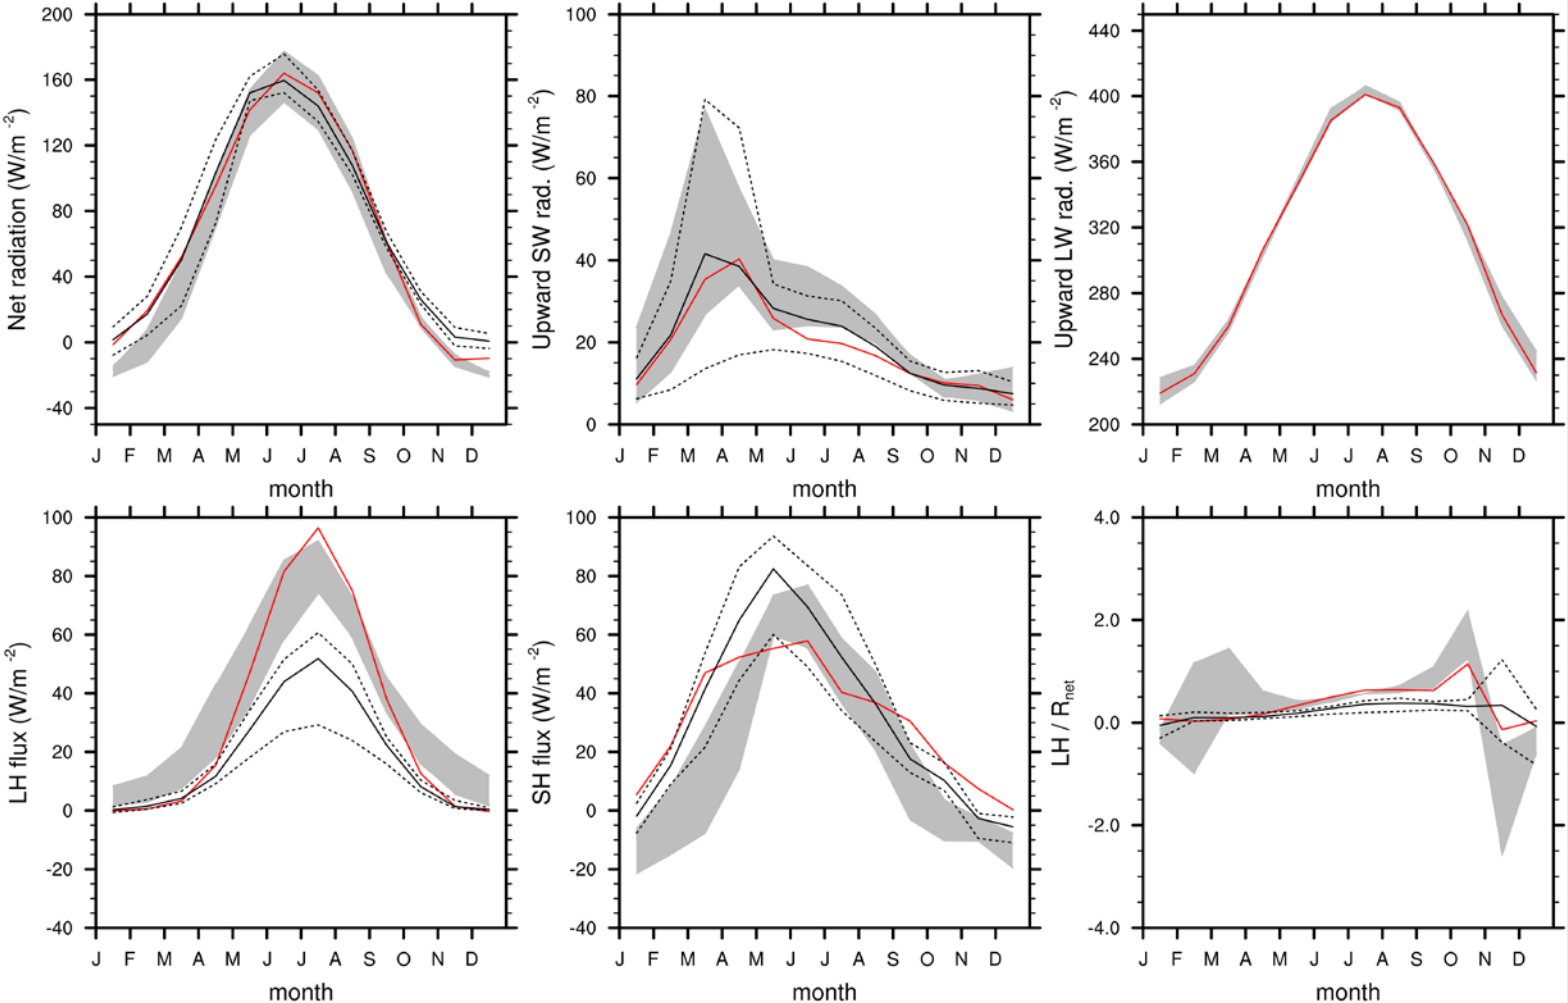 Net radiation (W/m -2)
200
160
120
80
40
0
-40
J F M A M J J A S O N D
month
Upward SW rad. (W/m -2)
100
80
60
40
20
0
J F M A M J J A S O N D
month
Upward LW rad. (W/m -2)
440
400
360
320
280
240
200
J F M A M J J A S O N D
month
LH flux (W/m -2)
100
80
60
40
20
0
-20
-40
J F M A M J J A S O N D
month
SH flux (W/m -2)
100
80
60
40
20
0
-20
-40
J F M A M J J A S O N D
month
LH / Rnet
4.0
2.0
0.0
-2.0
-4.0
J F M A M J J A S O N D
month